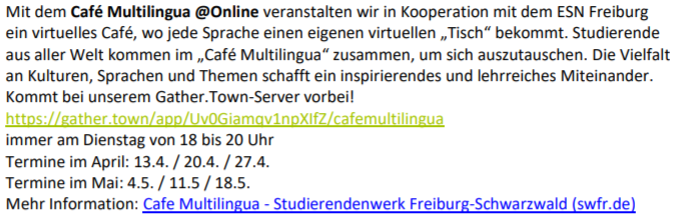 Mit dem Café Multilingua @Online veranstalten wir in Kooperation mit dem ESN Freiburg
ein virtuelles Café, wo jede Sprache einen eigenen virtuellen „Tisch“ bekommt. Studierende
aus aller Welt kommen im „Café Multilingua“ zusammen, um sich auszutauschen. Die Vielfalt
an Kulturen, Sprachen und Themen schafft ein inspirierendes und lehrreiches Miteinander.
Kommt bei unserem Gather.Town-Server vorbei!
https://gather.town/app/Uv0Giamqv1npXIfZ/cafemultilingua
immer am Dienstag von 18 bis 20 Uhr
Termine im April: 13.4. / 20.4. / 27.4.
Termine im Mai: 4.5. / 11.5 / 18.5.
Mehr Information: Cafe Multilingua - Studierendenwerk Freiburg-Schwarzwald (swfr.de)